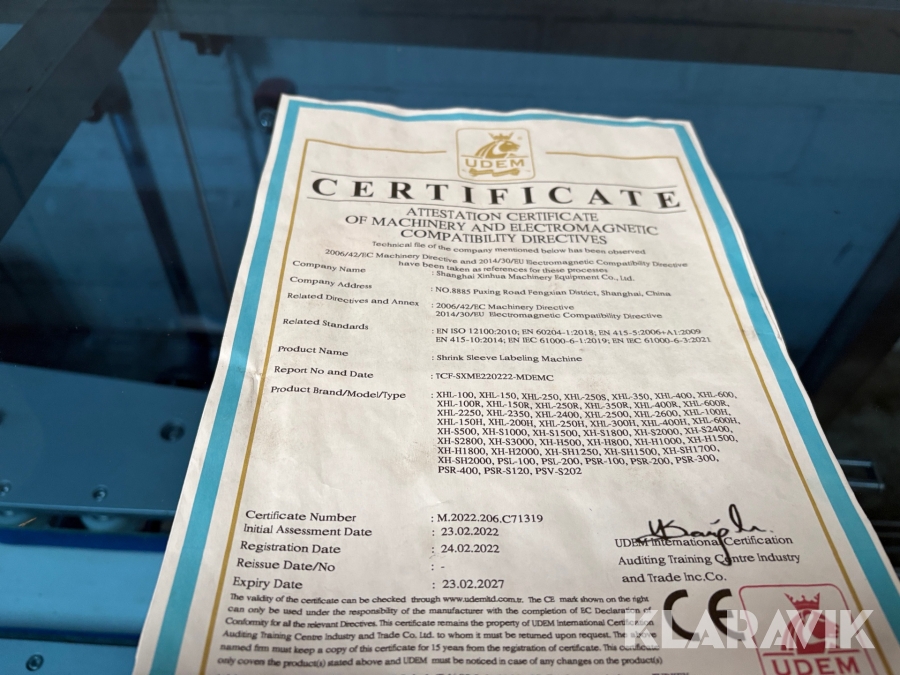 UDEM
CERTIFICATE
ATTESTATION CERTIFICATE
OF MACHINERY AND ELECTROMAGNETIC
COMPATIBILITY DIRECTIVES
Technical file of the company mentioned below has been observed
2006/42/EC Machinery Directive and 2014/30/EU Electromagnetic Compatibility Directive
have been taken as references for these processes
Company Name : Shanghai Xinhua Machinery Equipment Co., Ltd.
Company Address : NO.8885 Puxing Road Fengxian District, Shanghai, China
Related Directives and Annex : 2006/42/EC Machinery Directive
2014/30/EU Electromagnetic Compatibility Directive
Related Standards : EN ISO 12100:2010; EN 60204-1:2018; EN 415-5:2006+A1:2009
EN 415-10:2014; EN IEC 61000-6-1:2019; EN IEC 61000-6-3:2021
Product Name : Shrink Sleeve Labeling Machine
Report No and Date : TCF-SXME220222-MDEMC
Product Brand/Model/Type : XHL-100, XHL-150, XHL-250, XHL-250S, XHL-350, XHL-400, XHL-600,
XHL-100R, XHL-150R, XHL-250R, XHL-350R, XHL-400R, XHL-600R,
XHL-2250, XHL-2350, XHL-2400, XHL-2500, XHL-2600, XHL-100H,
XHL-150H, XHL-200H, XHL-250H, XHL-300H, XHL-400H, XHL-600H,
XH-S500, XH-S1000, XH-S1500, XH-S1800, XH-S2000, XH-S2400,
XH-S2800, XH-S3000, XH-H500, XH-H800, XH-H1000, XH-H1500,
XH-H1800, XH-H2000, XH-SH1250, XH-SH1500, XH-SH1700,
XH-SH2000, PSL-100, PSL-200, PSR-100, PSR-200, PSR-300,
PSR-400, PSR-S120, PSV-S202
Certificate Number : M.2022.206.C71319
Initial Assessment Date : 23.02.2022
Registration Date : 24.02.2022
Reissue Date/No : -
Expiry Date : 23.02.2027
UDEM International Certification
Auditing Training Centre Industry
and Trade Inc.Co.
The validity of the certificate can be checked through www.udemltd.com.tr. The CE mark shown on the right
can only be used under the responsibility of the manufacturer with the completion of EC Declaration of
Conformity for all the relevant Directives. This certificate remains the property of UDEM International Certification
Auditing Training Centre Industry and Trade Co. Ltd. to whom it must be returned upon request. The above
named firm must keep a copy of this certificate for 15 years from the registration of certificate. This certificate
only covers the product(s) stated above and UDEM must be noticed in case of any changes on the product(s)
CE
UDEM
KLARAVIK